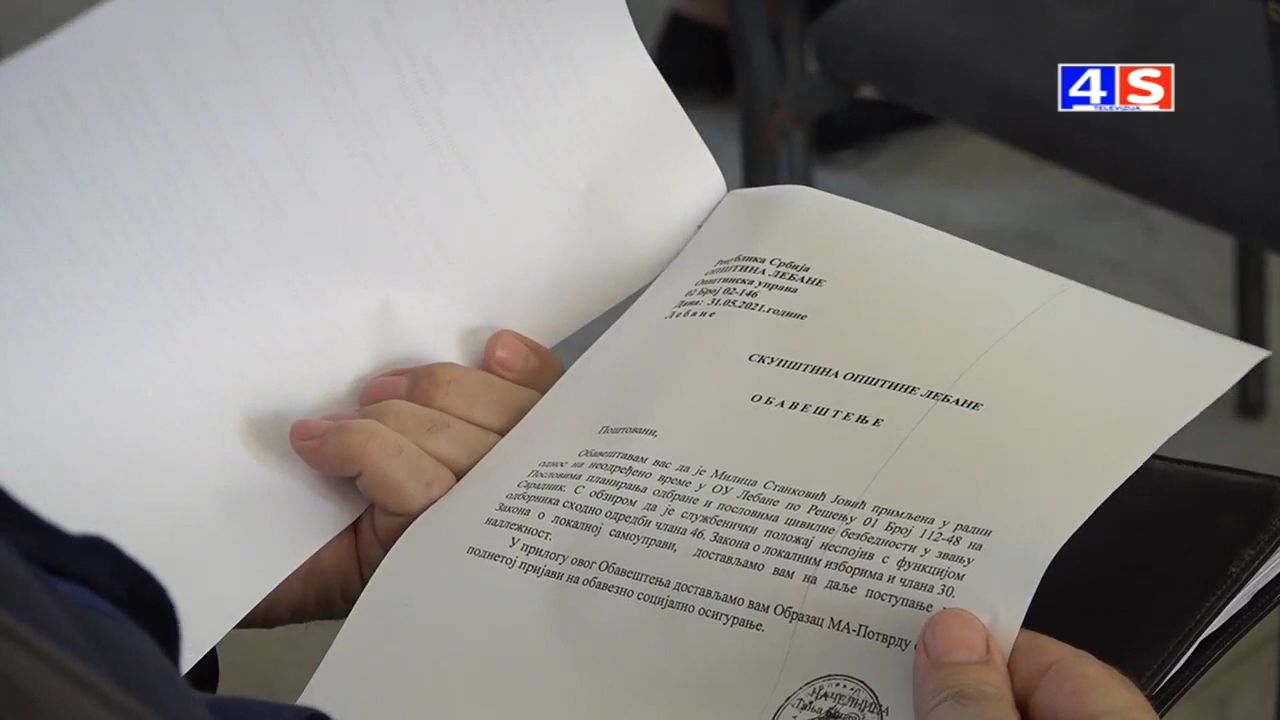 4S
TELEVIZIJA
Република Србија
ОПШТИНА ЛЕБАНЕ
Општинска управа
02 Број 02-146
Дана: 31.05.2021.године
Л е б а н е
СКУПШТИНА ОПШТИНЕ ЛЕБАНЕ
О Б А В Е Ш Т Е Њ Е
Поштовани,
Обавештавам вас да је Милица Станковић Јовић примљена у радни
однос на неодређено време у ОУ Лебане по Решењу 01 Број 112-48 на
Пословима планирања одбране и пословима цивилне безбедности у звању
Сарадник. С обзиром да је службенички положај неспојив с функцијом
одборника сходно одредби члана 46. Закона о локалним изборима и члана 30.
Закона о локалној самоуправи, достављамо вам на даље поступање
надлежност.
У прилогу овог Обавештења достављамо вам Образац МА-Потврду
поднетој пријави на обавезно социјално осигурање.
НАЧЕЛНИЦА